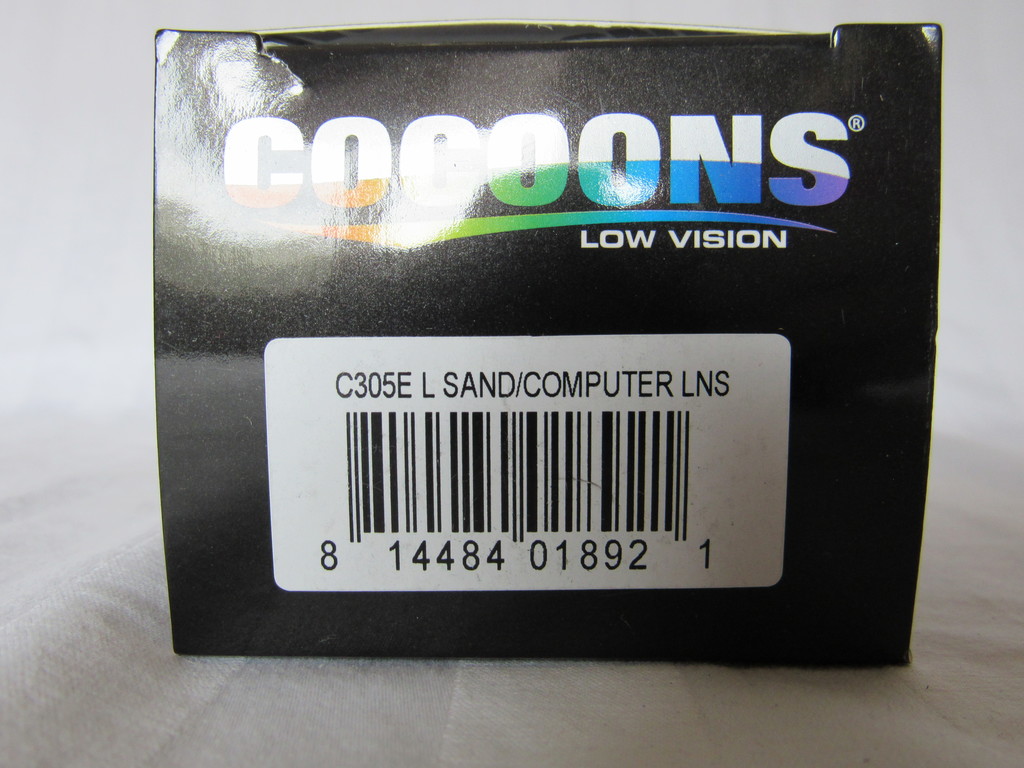 COCOONS®
LOW VISION
C305E L SAND/COMPUTER LNS
8 14484 01892 1